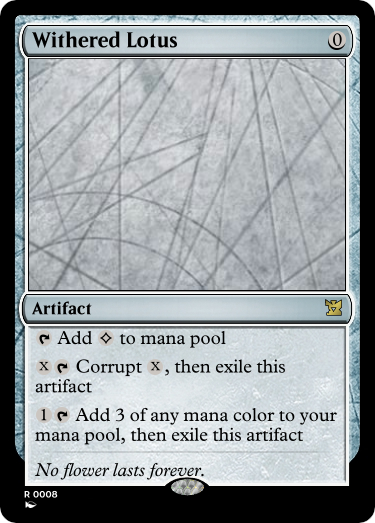 Withered Lotus 0
Artifact
Add to mana pool
X Corrupt X, then exile this
artifact
1 Add 3 of any mana color to your
mana pool, then exile this artifact
No flower lasts forever.
R 0008